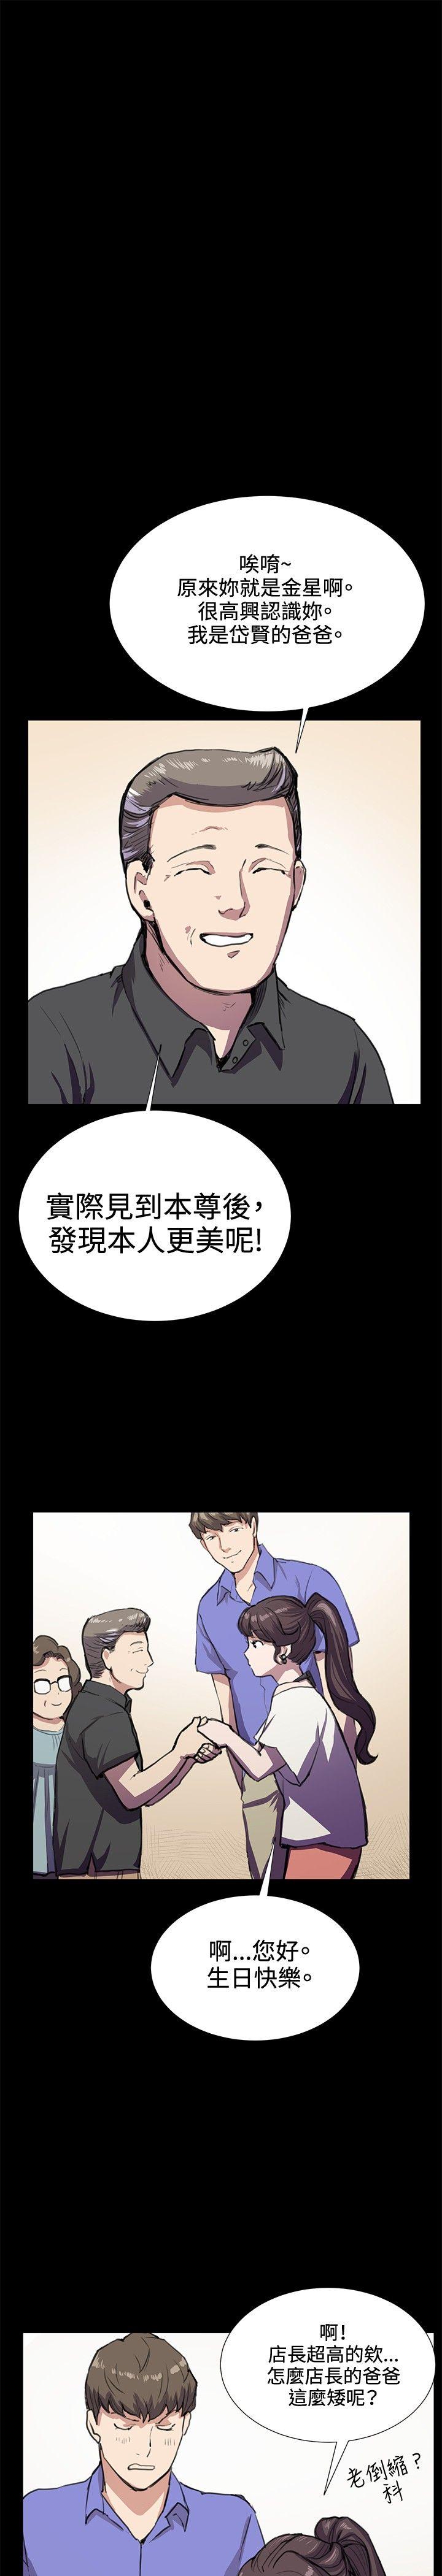 唉唷~
原來妳就是金星啊。
很高興認識妳。
我是岱賢的爸爸。
實際見到本尊後，
發現本人更美呢!
啊…您好。
生日快樂。
啊!
店長超高的欸…
怎麼店長的爸爸
這麼矮呢?
老倒縮?
科